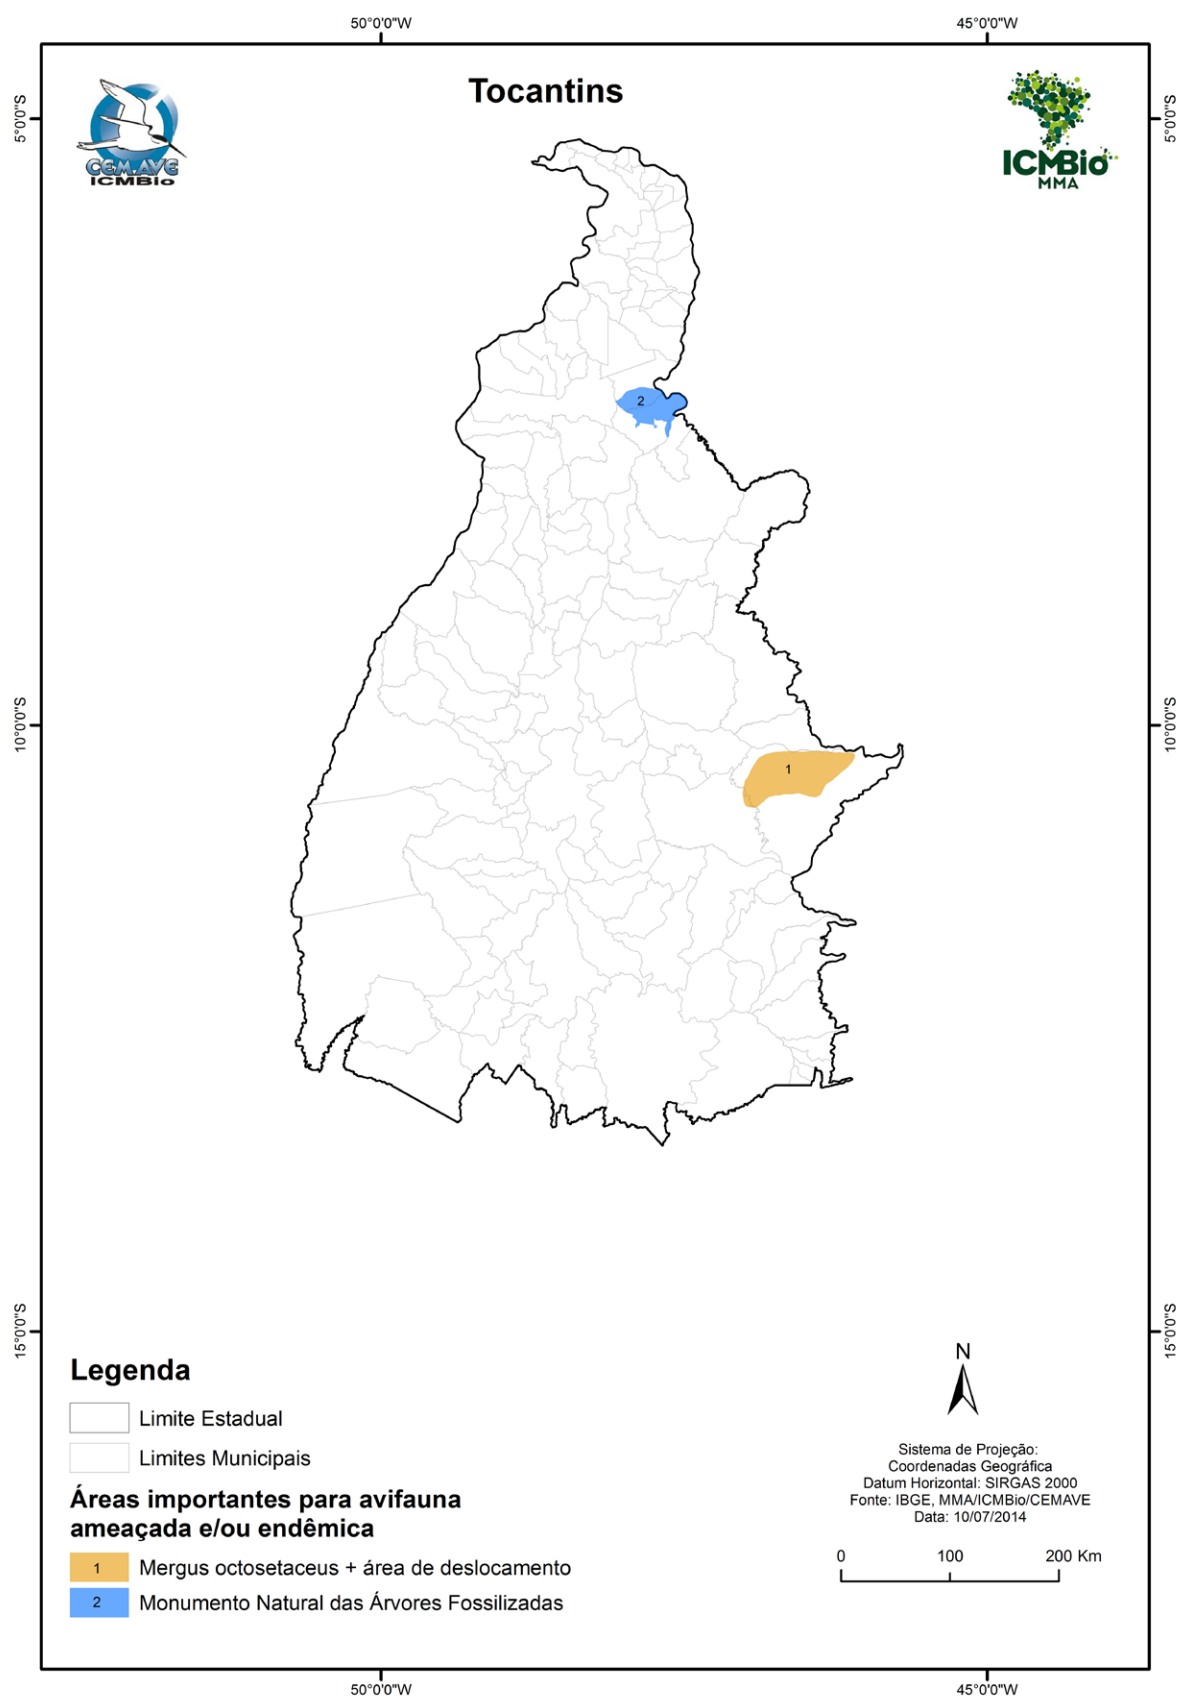 50°0'0"W
45°0'0"W
5°0'0"S
5°0'0"S
Tocantins
CEMAVE
ICMBio
ICMBio
MMA
2
10°0'0"S
10°0'0"S
1
15°0'0"S
15°0'0"S
Legenda
Limite Estadual
Limites Municipais
Áreas importantes para avifauna
ameaçada e/ou endêmica
1 Mergus octosetaceus + área de deslocamento
2 Monumento Natural das Árvores Fossilizadas
N
Sistema de Projeção:
Coordenadas Geográfica
Datum Horizontal: SIRGAS 2000
Fonte: IBGE, MMA/ICMBio/CEMAVE
Data: 10/07/2014
0 100 200 Km
50°0'0"W
45°0'0"W